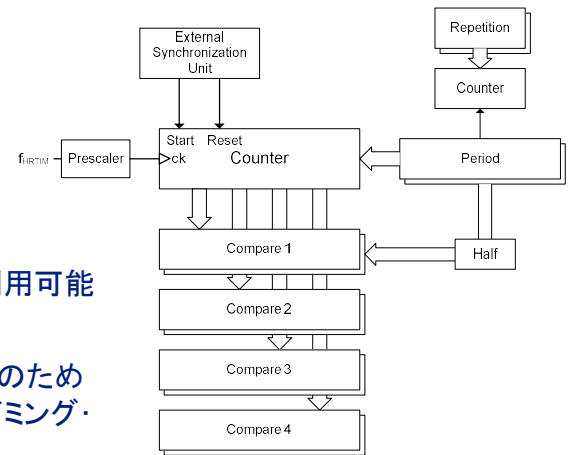 Repetition
External
Synchronization
Unit
Counter
Start Reset
fHRTIM
Prescaler
ck
Counter
Period
Compare 1
Half
用可能
Compare 2
のため
Compare 3
イミング・
Compare 4